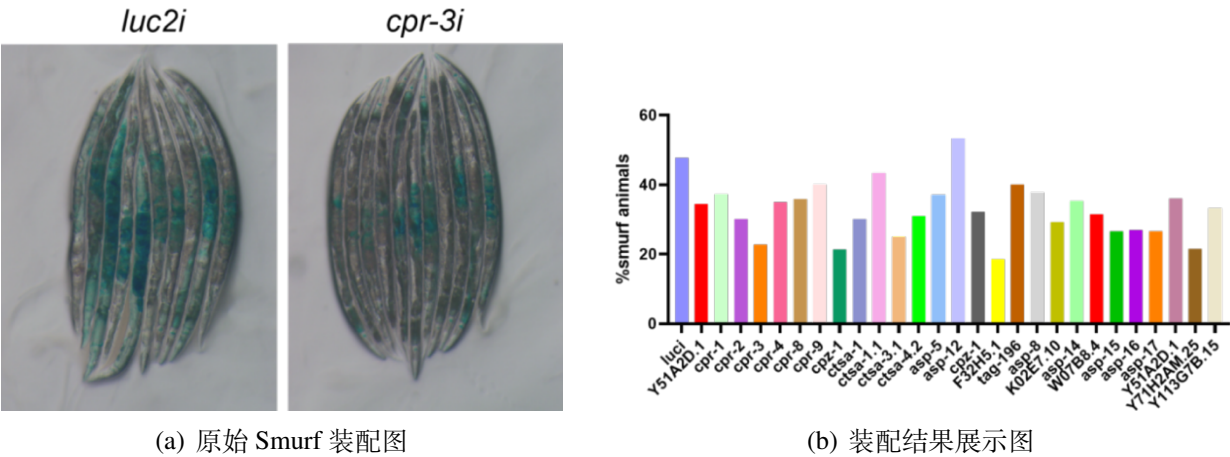 luc2i
cpr-3i
%smurf animals
60
40
20
0
luci
Y51A2D.1
cpr-1
cpr-2
cpr-3
cpr-4
cpr-8
cpr-9
cpz-1
ctsa-1
ctsa-1.1
ctsa-3.1
ctsa-4.2
asp-5
asp-12
cpz-1
F32H5.1
tag-196
asp-8
K02E7.10
asp-14
W07B8.4
asp-15
asp-16
asp-17
Y51A2D.1
Y71H2AM.25
Y113G7B.15
(a) 原始 Smurf 装配图
(b) 装配结果展示图